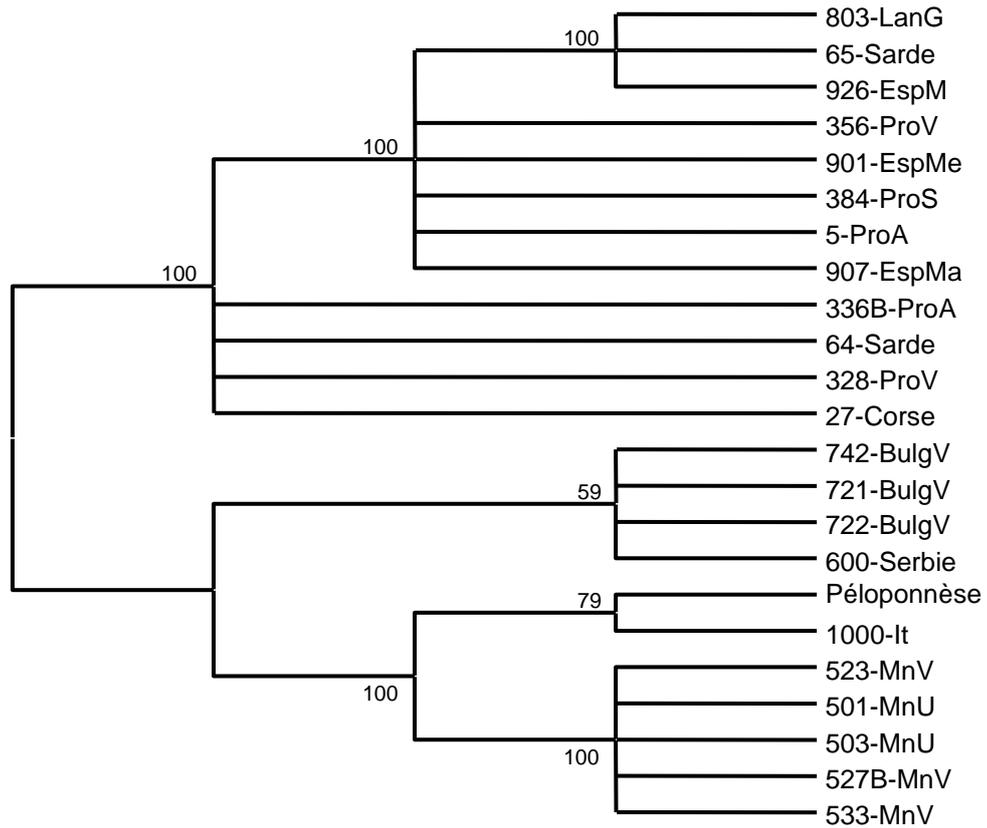 803-LanG
100
65-Sarde
926-EspM
356-ProV
100
901-EspMe
384-ProS
5-ProA
907-EspMa
100
336B-ProA
64-Sarde
328-ProV
27-Corse
742-BulgV
59
721-BulgV
722-BulgV
600-Serbie
79
Péloponnèse
1000-It
523-MnV
100
501-MnU
503-MnU
100
527B-MnV
533-MnV